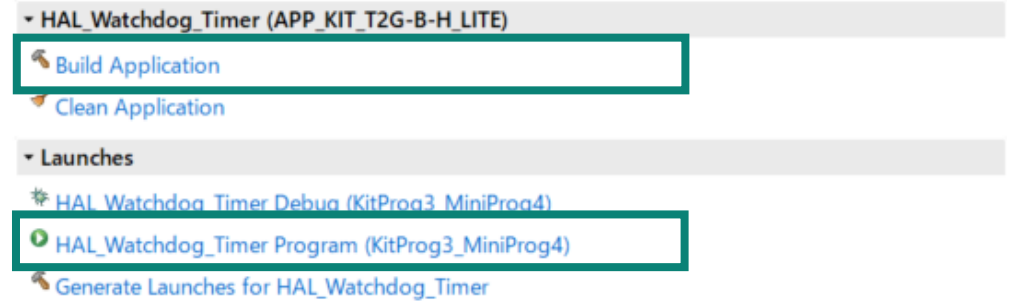 HAL_Watchdog_Timer (APP_KIT_T2G-B-H_LITE)
Build Application
Clean Application
Launches
HAL_Watchdog_Timer Debug (KitProg3_MiniProg4)
HAL_Watchdog_Timer Program (KitProg3_MiniProg4)
Generate Launches for HAL_Watchdog_Timer